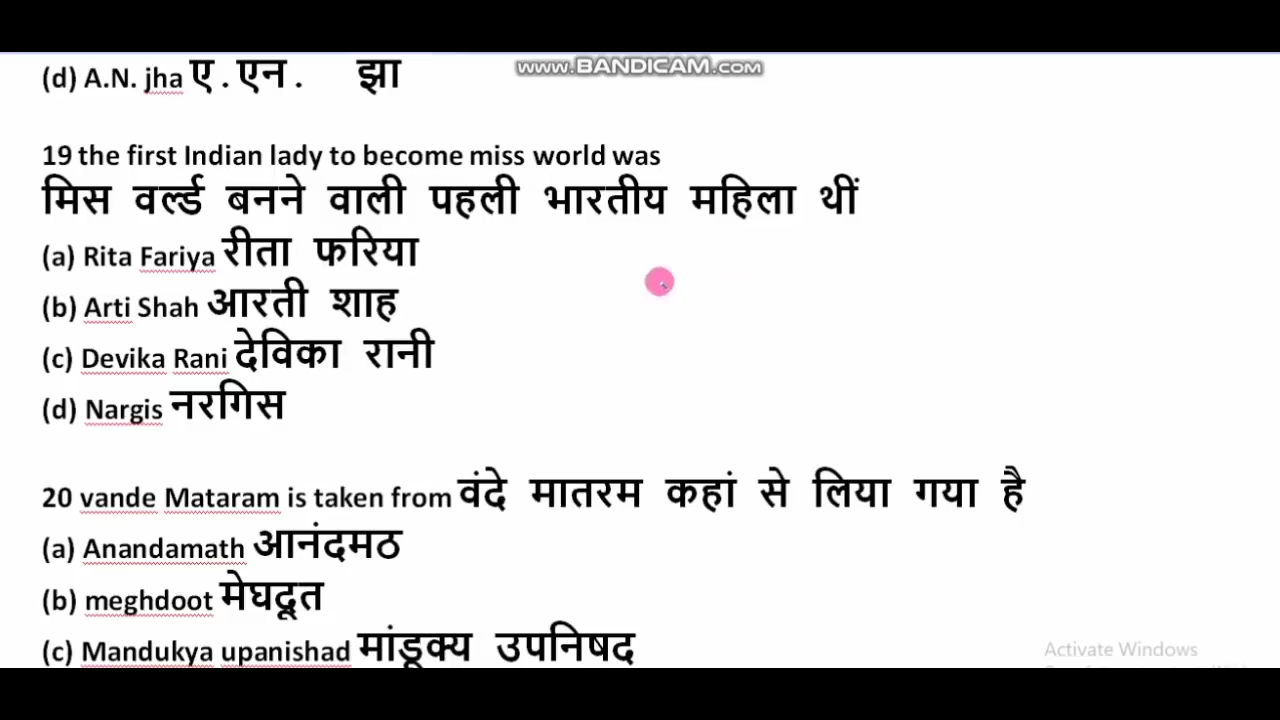 www.BANDICAM.com
(d) A.N. jha ए . एन . झा
19 the first Indian lady to become miss world was
मिस वर्ल्ड बनने वाली पहली भारतीय महिला थीं
(a) Rita Fariya रीता फरिया
(b) Arti Shah आरती शाह
(c) Devika Rani देविका रानी
(d) Nargis नरगिस
20 vande Mataram is taken from वंदे मातरम कहां से लिया गया है
(a) Anandamath आनंदमठ
(b) meghdoot मेघदूत
(c) Mandukya upanishad मांडूक्य उपनिषद
Activate Windows